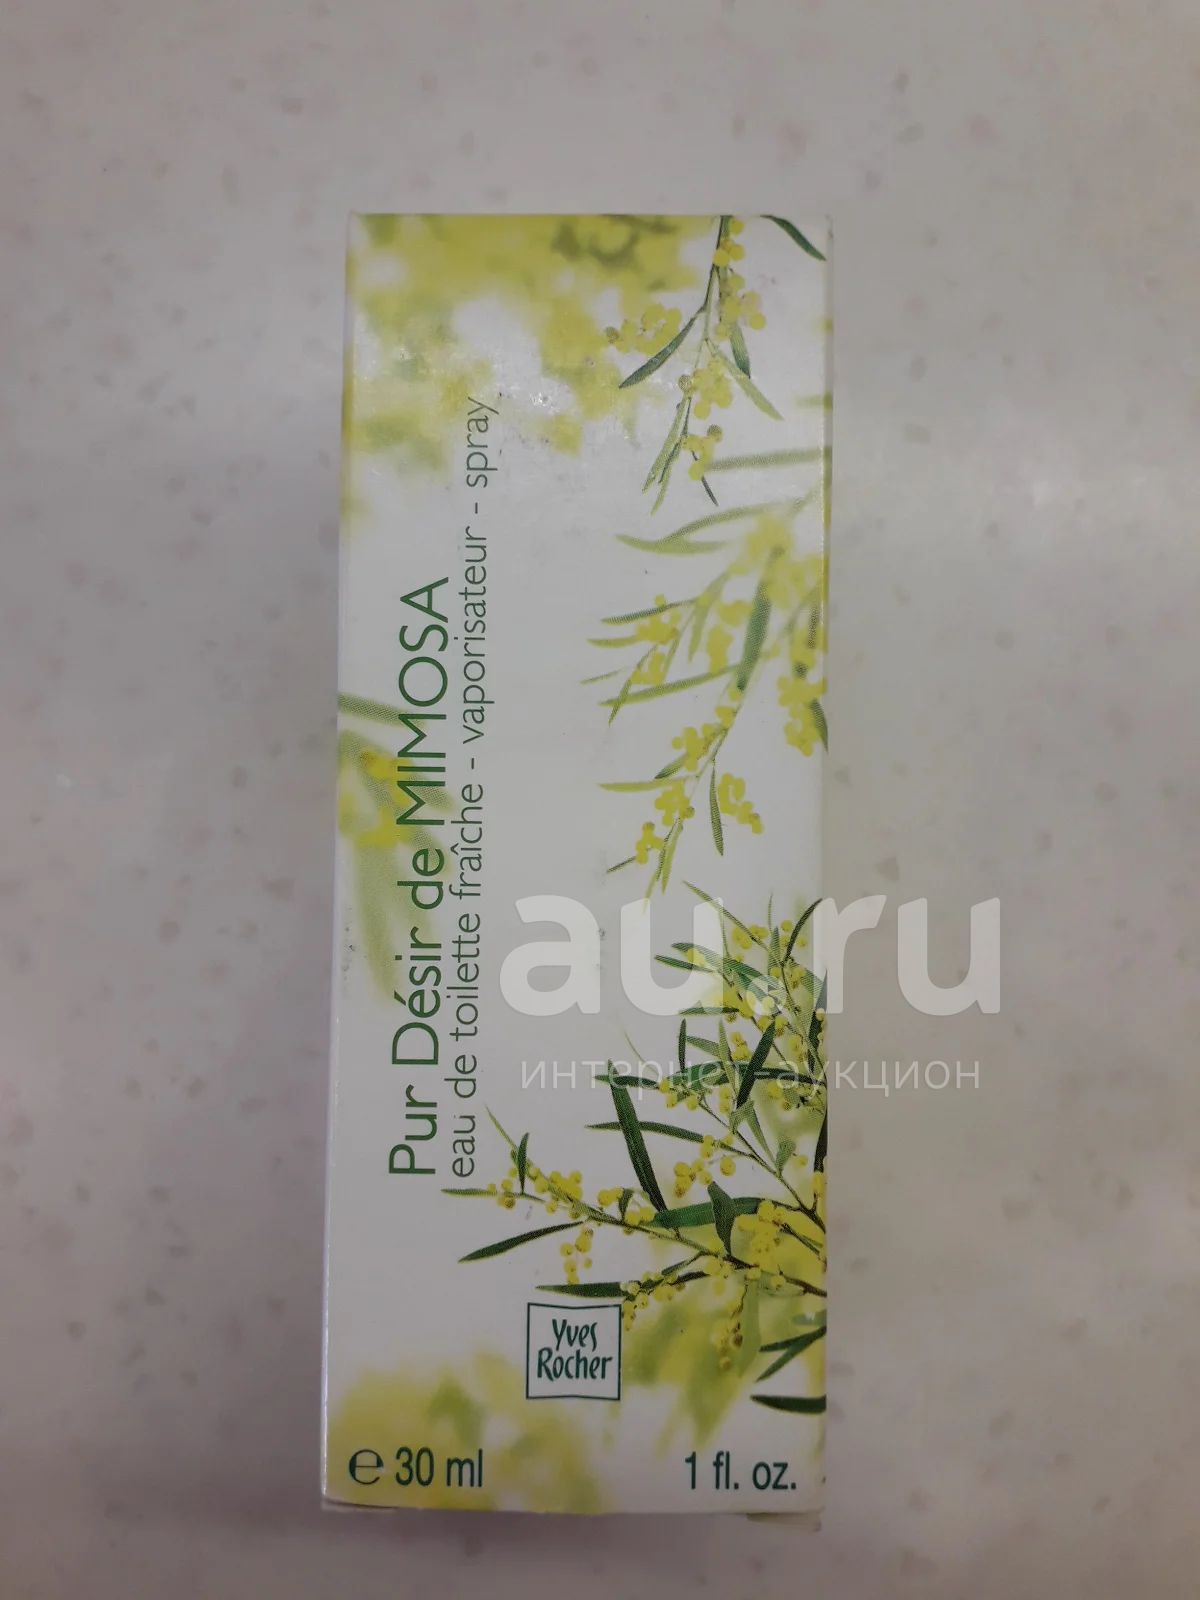 Pur Désir de MIMOSA
eau de toilette fraîche - vaporisateur - spray
au.ru
интернет-аукцион
Yves
Rocher
℮ 30 ml
1 fl. oz.